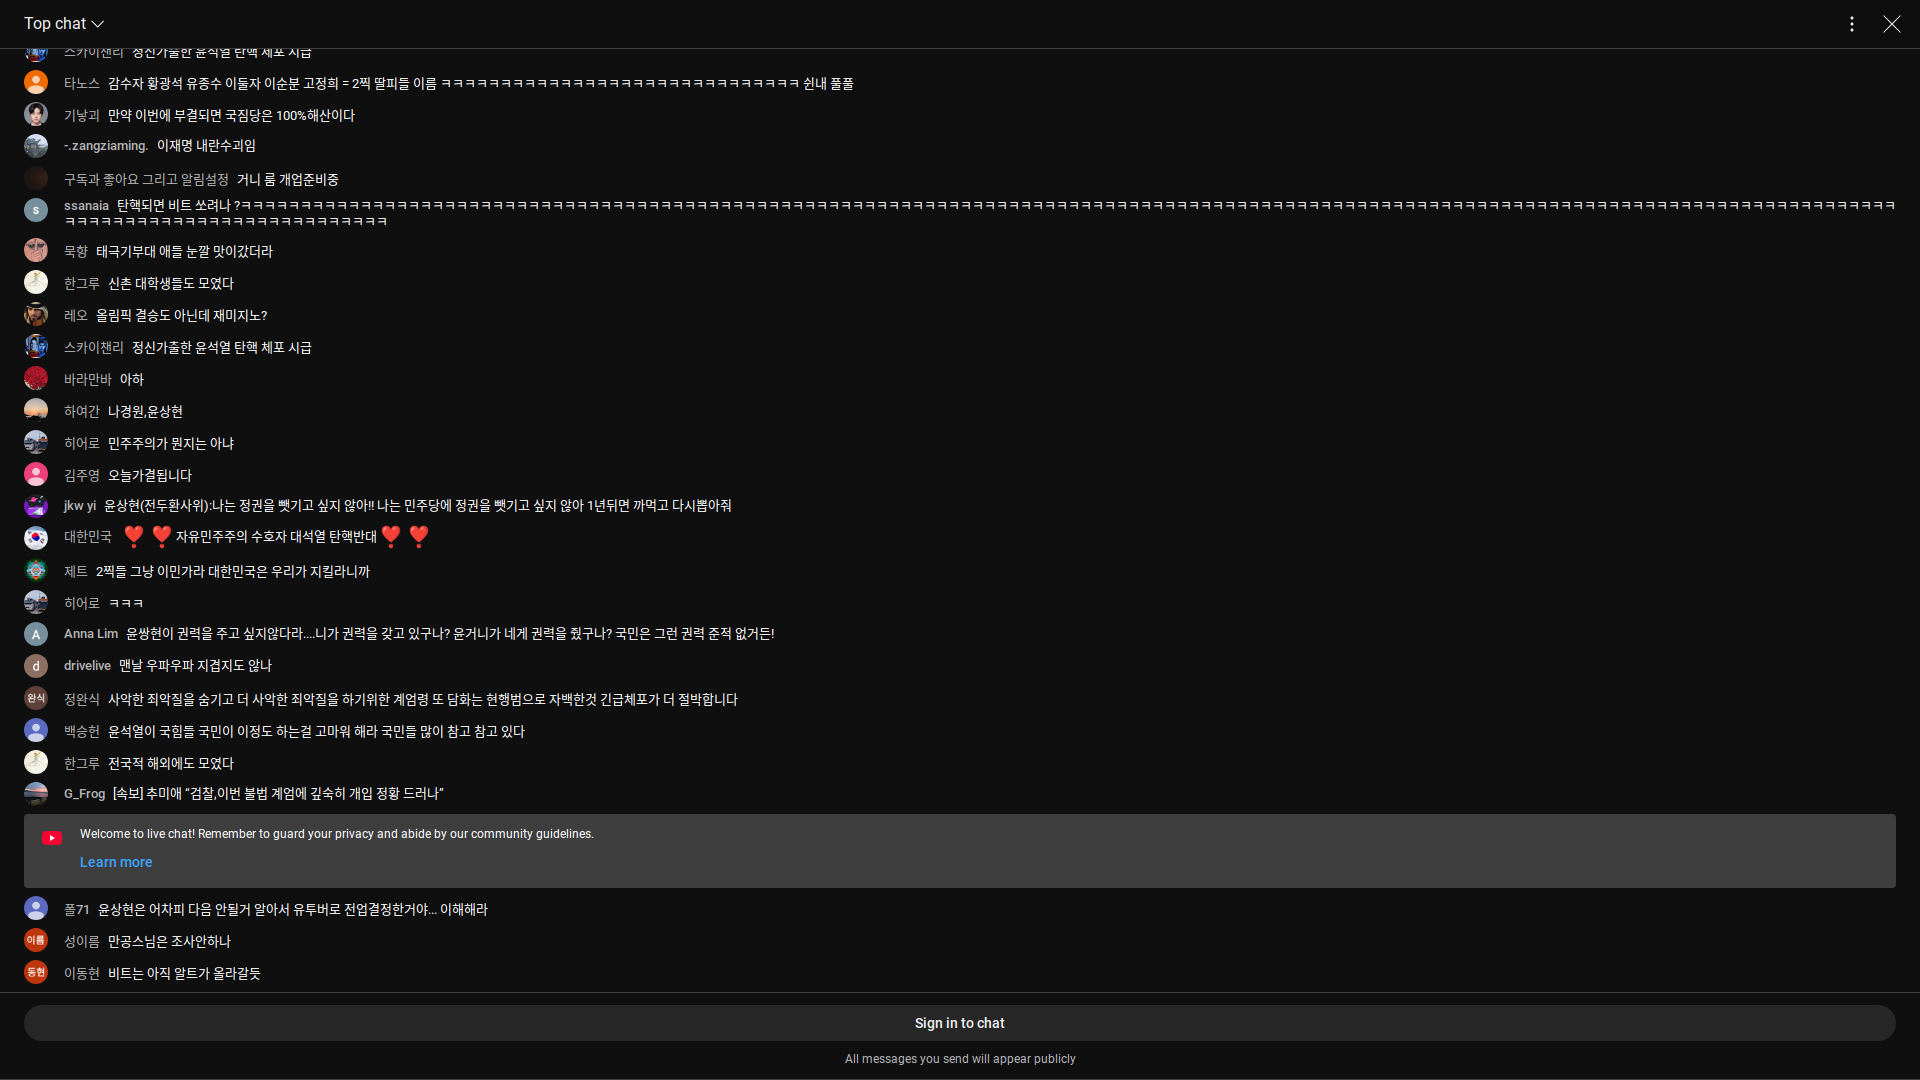 Top chat
스카이챈리 정신가출한 윤석열 탄핵 체포 시급
타노스 감수자 황광석 유종수 이둘자 이순분 고정희 = 2찍 딸피들 이름 ㅋㅋㅋㅋㅋㅋㅋㅋㅋㅋㅋㅋㅋㅋㅋㅋㅋㅋㅋㅋㅋㅋㅋㅋㅋㅋㅋㅋㅋㅋ 쉰내 풀풀
기낳괴 만약 이번에 부결되면 국짐당은 100%해산이다
-.zangziaming. 이재명 내란수괴임
구독과 좋아요 그리고 알림설정 거니 룸 개업준비중
ssanaia 탄핵되면 비트 쏘려나 ?ㅋㅋㅋㅋㅋㅋㅋㅋㅋㅋㅋㅋㅋㅋㅋㅋㅋㅋㅋㅋㅋㅋㅋㅋㅋㅋㅋㅋㅋㅋㅋㅋㅋㅋㅋㅋㅋㅋㅋㅋㅋㅋㅋㅋㅋㅋㅋㅋㅋㅋㅋㅋㅋㅋㅋㅋㅋㅋㅋㅋㅋㅋㅋㅋㅋㅋㅋㅋㅋㅋㅋㅋㅋㅋㅋㅋㅋㅋㅋㅋㅋㅋㅋㅋㅋㅋㅋㅋㅋㅋㅋㅋㅋㅋㅋㅋㅋㅋㅋㅋㅋㅋㅋㅋㅋㅋㅋㅋㅋㅋㅋㅋㅋㅋㅋㅋㅋㅋㅋㅋㅋㅋㅋㅋㅋㅋㅋㅋㅋㅋㅋㅋㅋㅋㅋㅋ
ㅋㅋㅋㅋㅋㅋㅋㅋㅋㅋㅋㅋㅋㅋㅋㅋㅋㅋㅋㅋㅋㅋㅋㅋㅋㅋㅋ
묵향 태극기부대 애들 눈깔 맛이갔더라
한그루 신촌 대학생들도 모였다
레오 올림픽 결승도 아닌데 재미지노?
스카이챈리 정신가출한 윤석열 탄핵 체포 시급
바라만바 아하
하여간 나경원,윤상현
히어로 민주주의가 뭔지는 아냐
김주영 오늘가결됩니다
jkw yi 윤상현(전두환사위):나는 정권을 뺏기고 싶지 않아!! 나는 민주당에 정권을 뺏기고 싶지 않아 1년뒤면 까먹고 다시뽑아줘
대한민국 ❣️ ❣️ 자유민주주의 수호자 대석열 탄핵반대 ❣️ ❣️
제트 2찍들 그냥 이민가라 대한민국은 우리가 지킬라니까
히어로 ㅋㅋㅋ
A Anna Lim 윤쌍현이 권력을 주고 싶지않다라....니가 권력을 갖고 있구나? 윤거니가 네게 권력을 줬구나? 국민은 그런 권력 준적 없거든!
d drivelive 맨날 우파우파 지겹지도 않나
완식 정완식 사악한 죄악질을 숨기고 더 사악한 죄악질을 하기위한 계엄령 또 담화는 현행범으로 자백한것 긴급체포가 더 절박합니다
백승헌 윤석열이 국힘들 국민이 이정도 하는걸 고마워 해라 국민들 많이 참고 참고 있다
한그루 전국적 해외에도 모였다
G_Frog [속보] 추미애 “검찰,이번 불법 계엄에 깊숙히 개입 정황 드러나”
Welcome to live chat! Remember to guard your privacy and abide by our community guidelines.
Learn more
폴71 윤상현은 어차피 다음 안될거 알아서 유투버로 전업결정한거야... 이해해라
이름 성이름 만공스님은 조사안하나
동현 이동현 비트는 아직 알트가 올라갈듯
Sign in to chat
All messages you send will appear publicly